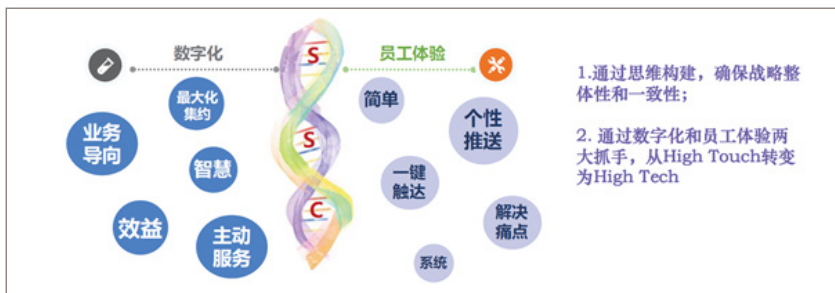 数字化
员工体验
S
S
C
最大化
集约
业务
导向
智慧
效益
主动
服务
简单
个性
推送
一键
触达
解决
痛点
系统
1.通过思维构建，确保战略整
体性和一致性；
2. 通过数字化和员工体验两
大抓手，从High Touch转变
为High Tech